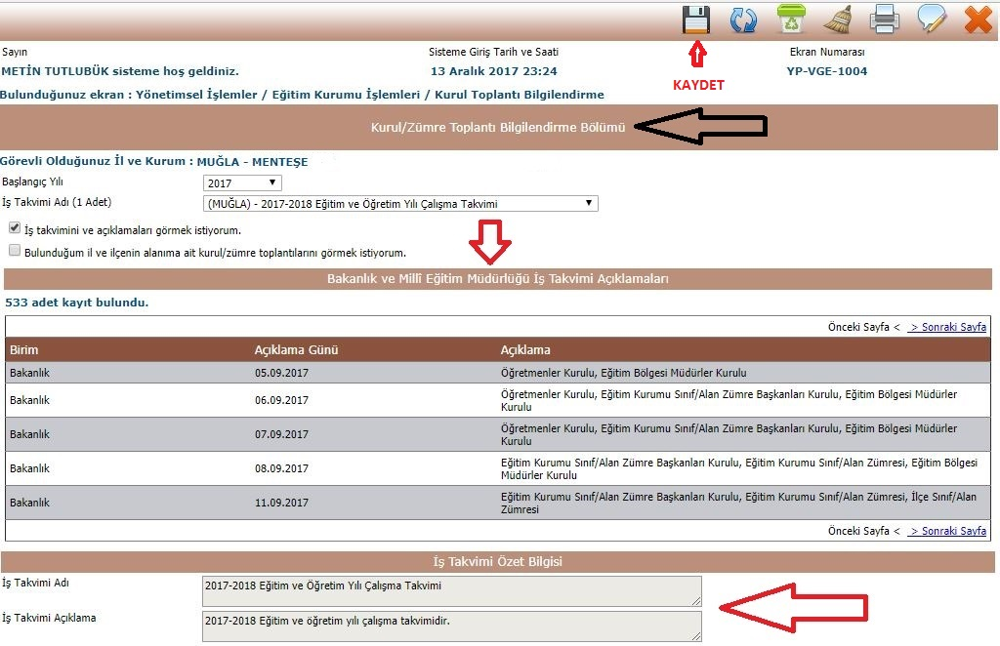 KAYDET
Sayın
Sisteme Giriş Tarih ve Saati
Ekran Numarası
METİN TUTLUBÜK sisteme hoş geldiniz.
13 Aralık 2017 23:24
YP-VGE-1004
Bulunduğunuz ekran : Yönetimsel İşlemler / Eğitim Kurumu İşlemleri / Kurul Toplantı Bilgilendirme
Kurul/Zümre Toplantı Bilgilendirme Bölümü
Görevli Olduğunuz İl ve Kurum : MUĞLA - MENTEŞE
Başlangıç Yılı
2017
İş Takvimi Adı (1 Adet)
(MUĞLA) - 2017-2018 Eğitim ve Öğretim Yılı Çalışma Takvimi
İş takvimini ve açıklamaları görmek istiyorum.
Bulunduğum il ve ilçenin alanıma ait kurul/zümre toplantılarını görmek istiyorum.
Bakanlık ve Millî Eğitim Müdürlüğü İş Takvimi Açıklamaları
533 adet kayıt bulundu.
Önceki Sayfa < > Sonraki Sayfa
Birim Açıklama Günü Açıklama
Bakanlık 05.09.2017 Öğretmenler Kurulu, Eğitim Bölgesi Müdürler Kurulu
Bakanlık 06.09.2017 Öğretmenler Kurulu, Eğitim Kurumu Sınıf/Alan Zümre Başkanları Kurulu, Eğitim Bölgesi Müdürler
Kurulu
Bakanlık 07.09.2017 Öğretmenler Kurulu, Eğitim Kurumu Sınıf/Alan Zümre Başkanları Kurulu, Eğitim Bölgesi Müdürler
Kurulu
Bakanlık 08.09.2017 Eğitim Kurumu Sınıf/Alan Zümre Başkanları Kurulu, Eğitim Kurumu Sınıf/Alan Zümresi, Eğitim Bölgesi
Müdürler Kurulu
Bakanlık 11.09.2017 Eğitim Kurumu Sınıf/Alan Zümre Başkanları Kurulu, Eğitim Kurumu Sınıf/Alan Zümresi, İlçe Sınıf/Alan
Zümresi
Önceki Sayfa < > Sonraki Sayfa
İş Takvimi Özet Bilgisi
İş Takvimi Adı
2017-2018 Eğitim ve Öğretim Yılı Çalışma Takvimi
İş Takvimi Açıklama
2017-2018 Eğitim ve öğretim yılı çalışma takvimidir.